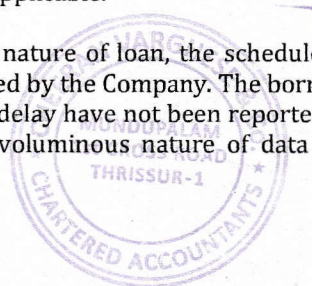 applicable.
nature of loan, the schedule
ed by the Company. The borr
delay have not been reporte
voluminous nature of data
MUNDUPALAM
CROSS ROAD
THRISSUR-1
CHARTERED ACCOUNTANTS